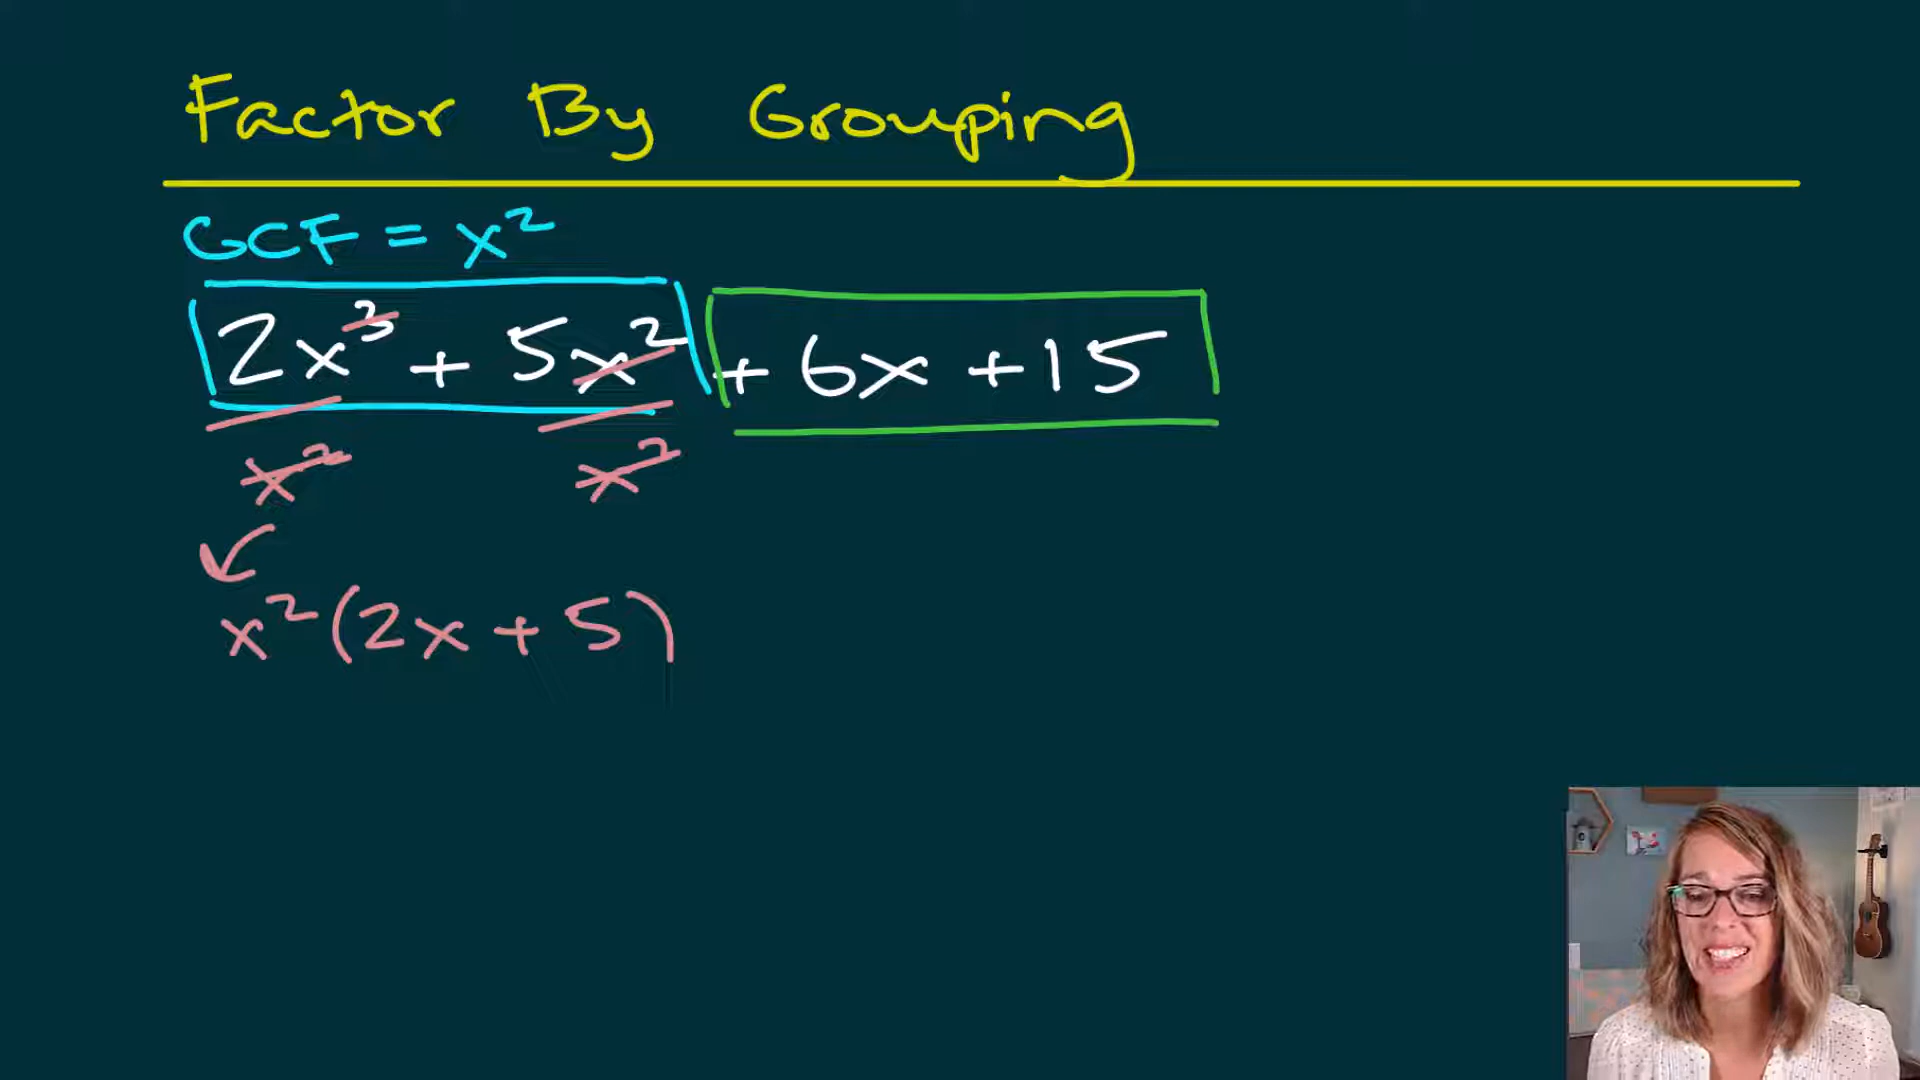 Factor By Grouping
GCF = x²
2x³ + 5x² + 6x + 15
x² x²
x²(2x + 5)